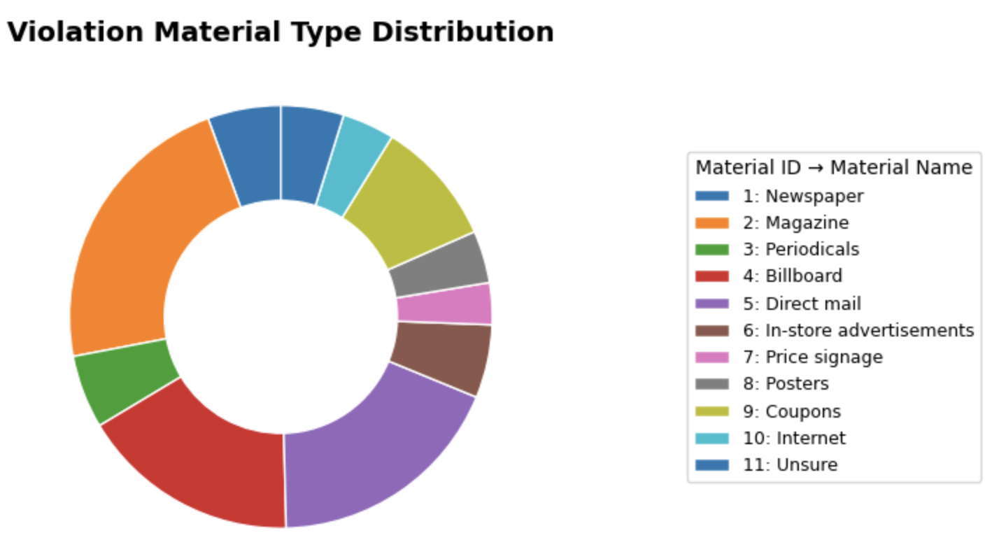 Violation Material Type Distribution
Material ID → Material Name
1: Newspaper
2: Magazine
3: Periodicals
4: Billboard
5: Direct mail
6: In-store advertisements
7: Price signage
8: Posters
9: Coupons
10: Internet
11: Unsure